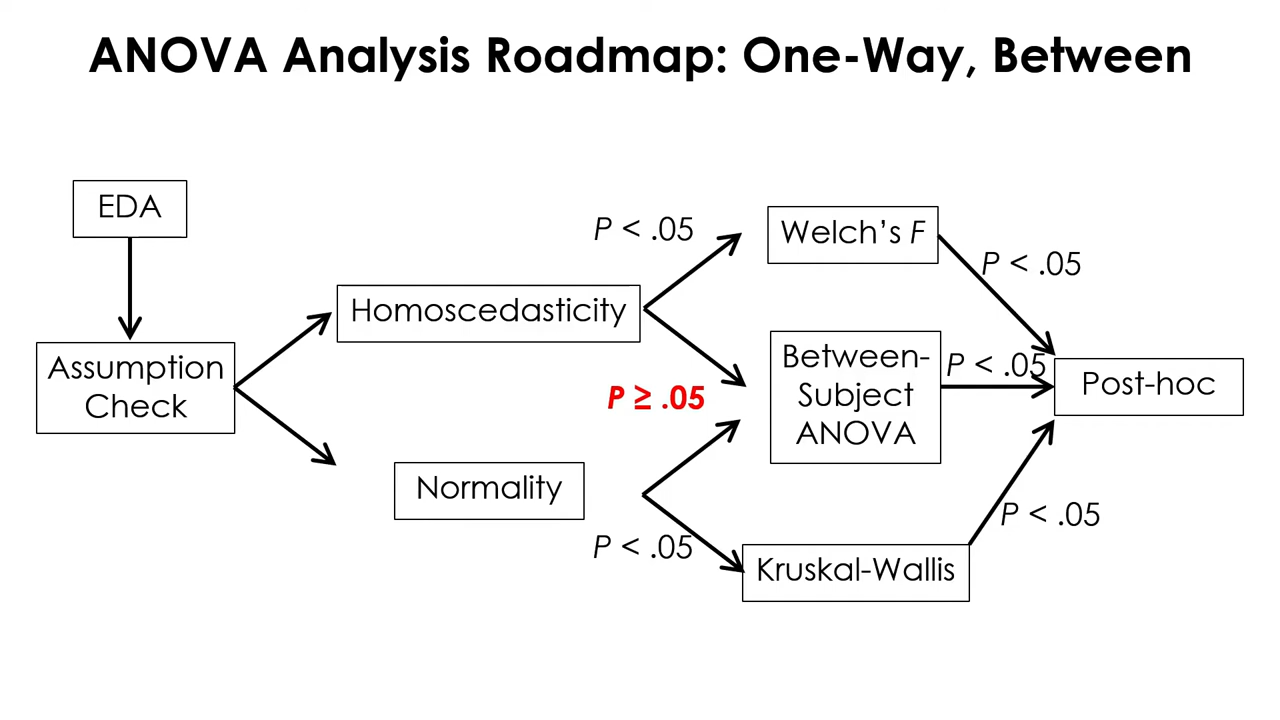 ANOVA Analysis Roadmap: One-Way, Between
EDA
Assumption
Check
Homoscedasticity
Normality
P < .05
P ≥ .05
P < .05
Welch’s F
Between-
Subject
ANOVA
Kruskal-Wallis
P < .05
P < .05
P < .05
Post-hoc